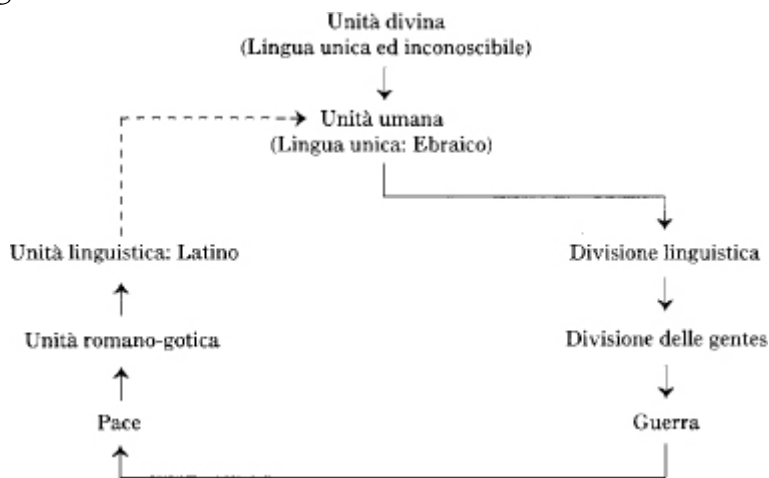 Unità divina
(Lingua unica ed inconoscibile)
Unità umana
(Lingua unica: Ebraico)
Unità linguistica: Latino
Divisione linguistica
Unità romano-gotica
Divisione delle gentes
Pace
Guerra